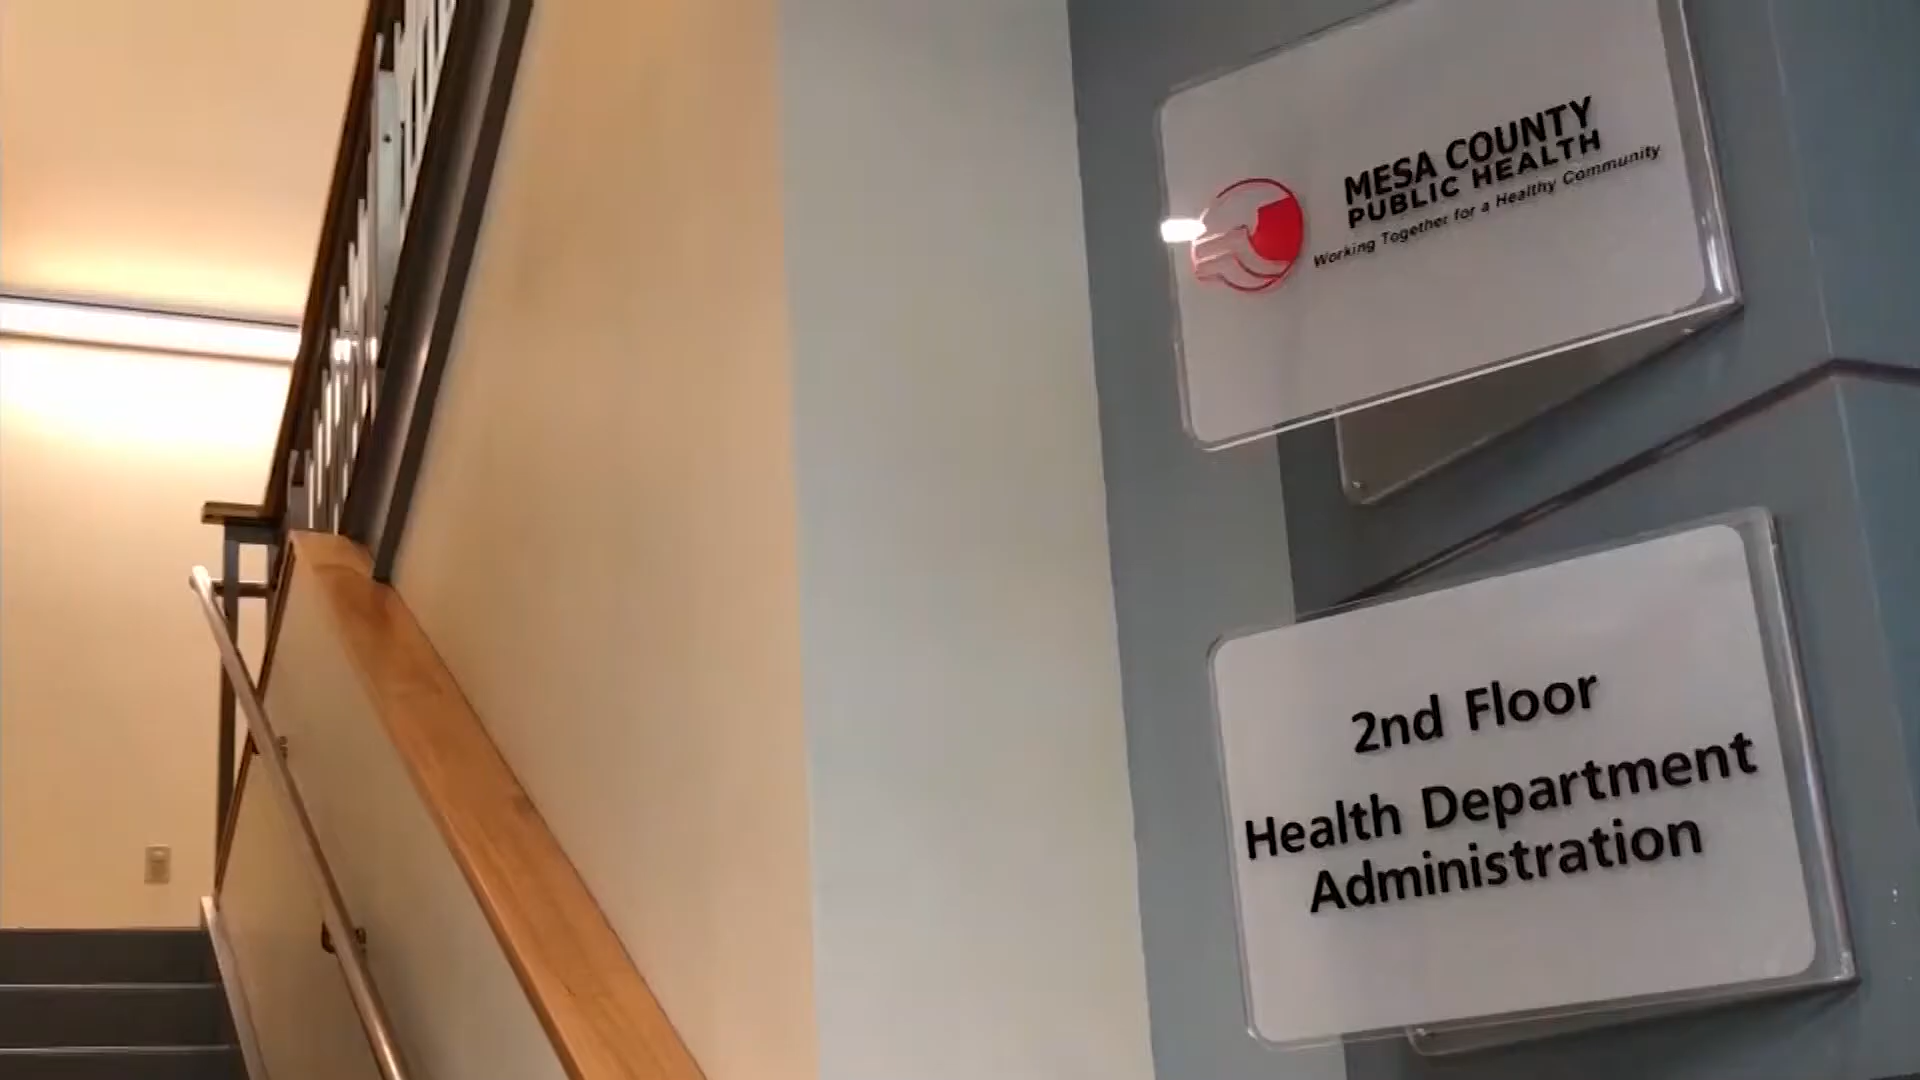 MESA COUNTY
PUBLIC HEALTH
Working Together for a Healthy Community
2nd Floor
Health Department
Administration